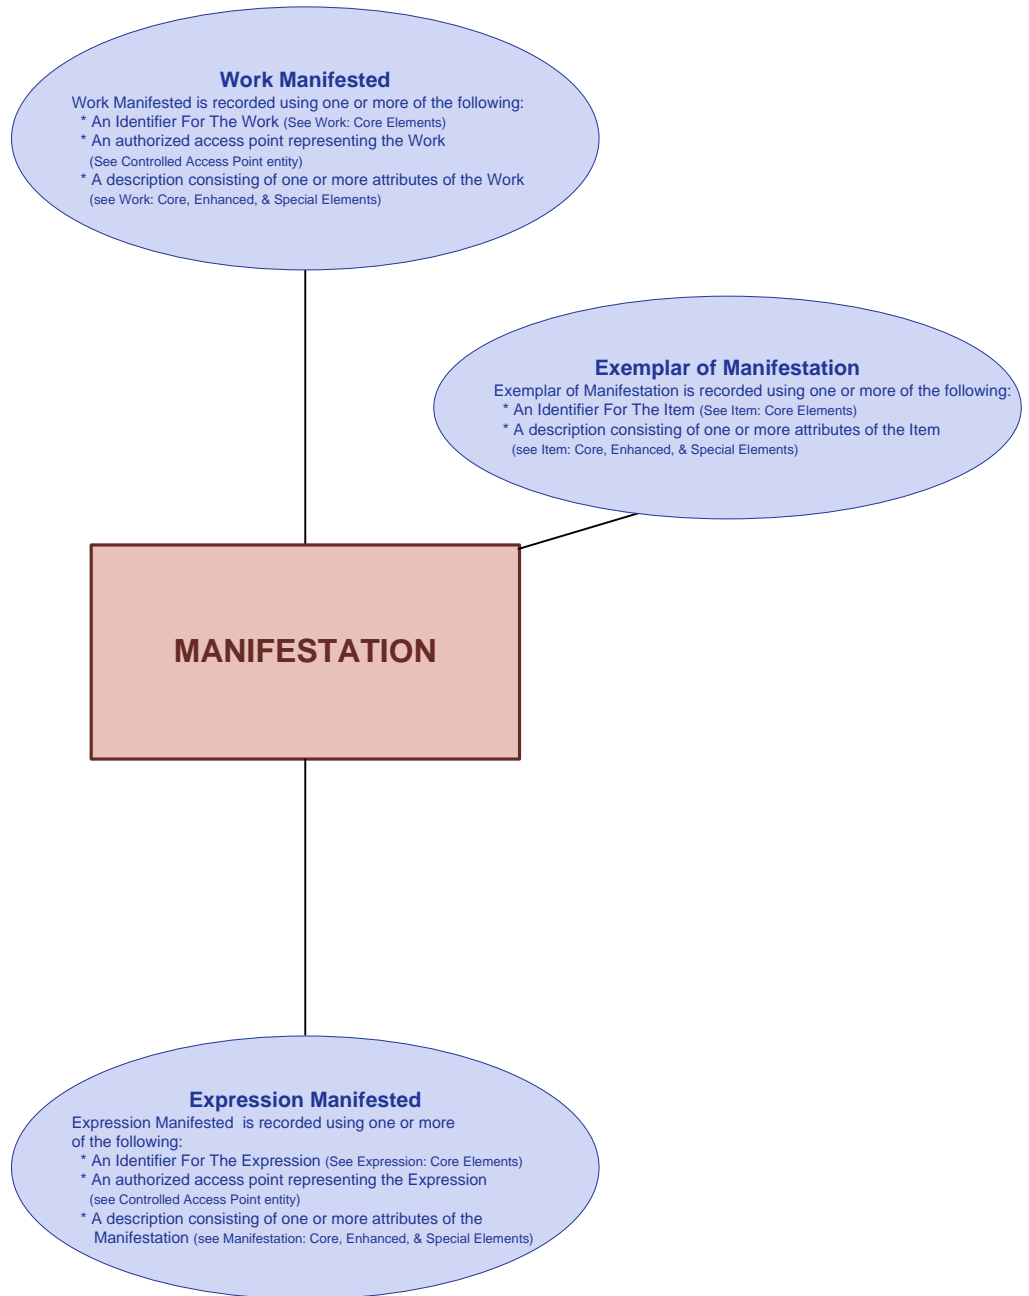 Work Manifested
Work Manifested is recorded using one or more of the following:
* An Identifier For The Work (See Work: Core Elements)
* An authorized access point representing the Work
(See Controlled Access Point entity)
* A description consisting of one or more attributes of the Work
(see Work: Core, Enhanced, & Special Elements)
Exemplar of Manifestation
Exemplar of Manifestation is recorded using one or more of the following:
* An Identifier For The Item (See Item: Core Elements)
* A description consisting of one or more attributes of the Item
(see Item: Core, Enhanced, & Special Elements)
MANIFESTATION
Expression Manifested
Expression Manifested  is recorded using one or more
of the following:
* An Identifier For The Expression (See Expression: Core Elements)
* An authorized access point representing the Expression
(see Controlled Access Point entity)
* A description consisting of one or more attributes of the
Manifestation (see Manifestation: Core, Enhanced, & Special Elements)